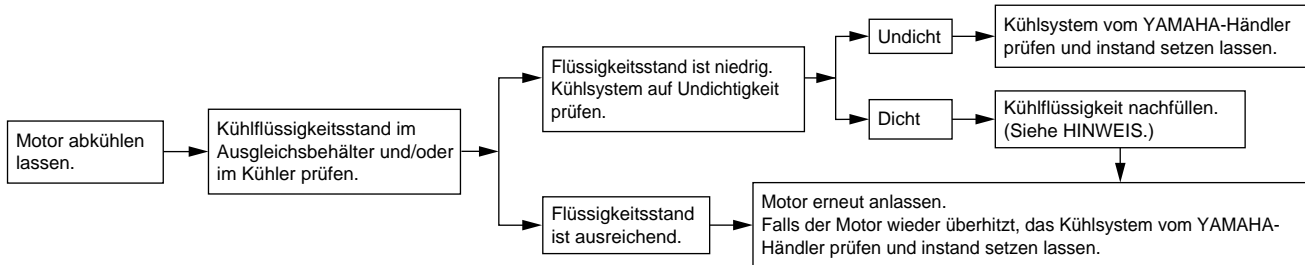 Motor abkühlen
lassen.
Kühlflüssigkeitsstand im
Ausgleichsbehälter und/oder
im Kühler prüfen.
Flüssigkeitsstand ist niedrig.
Kühlsystem auf Undichtigkeit
prüfen.
Undicht
Kühlsystem vom YAMAHA-Händler
prüfen und instand setzen lassen.
Dicht
Kühlflüssigkeit nachfüllen.
(Siehe HINWEIS.)
Flüssigkeitsstand
ist ausreichend.
Motor erneut anlassen.
Falls der Motor wieder überhitzt, das Kühlsystem vom YAMAHA-
Händler prüfen und instand setzen lassen.